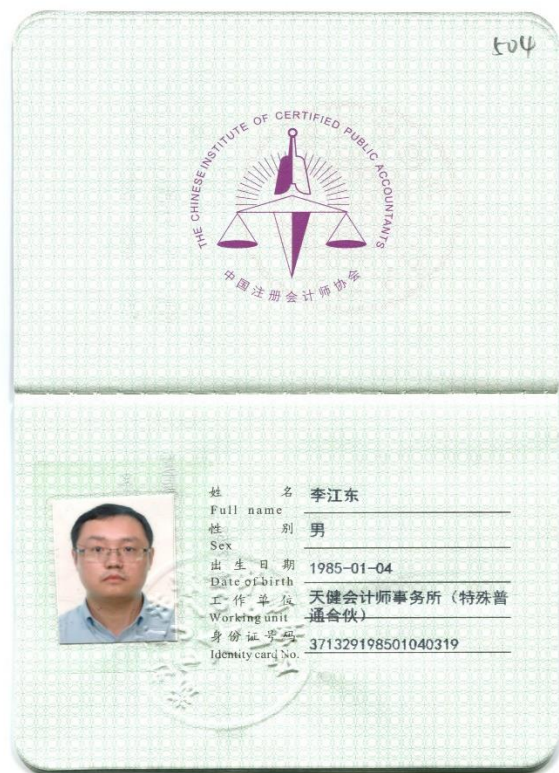 504
THE CHINESE INSTITUTE OF CERTIFIED PUBLIC ACCOUNTANTS
中国注册会计师协会
姓 名 李江东
Full name
性 别 男
Sex
出生日期 1985-01-04
Date of birth
工作单位 天健会计师事务所（特殊普
Working unit 通合伙）
身份证号码 371329198501040319
Identity card No.